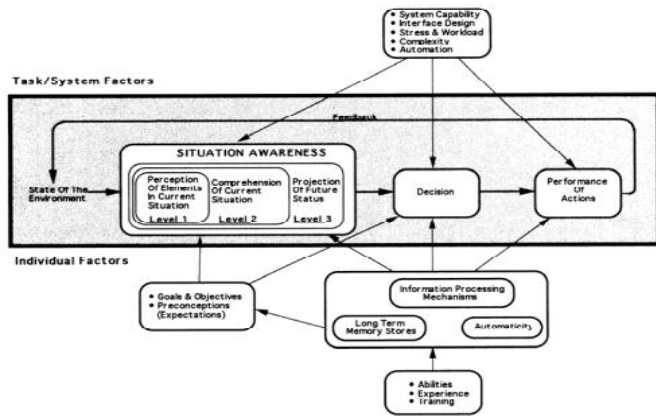 • System Capability
• Interface Design
• Stress & Workload
• Complexity
• Automation
Task/System Factors
Feedback
SITUATION AWARENESS
State Of The
Environment
Perception
Of Elements
In Current
Situation
Level 1
Comprehension
Of Current
Situation
Level 2
Projection
Of Future
Status
Level 3
Decision
Performance
Of
Actions
Individual Factors
• Goals & Objectives
• Preconceptions
(Expectations)
Information Processing
Mechanisms
Long Term
Memory Stores
Automaticity
• Abilities
• Experience
• Training